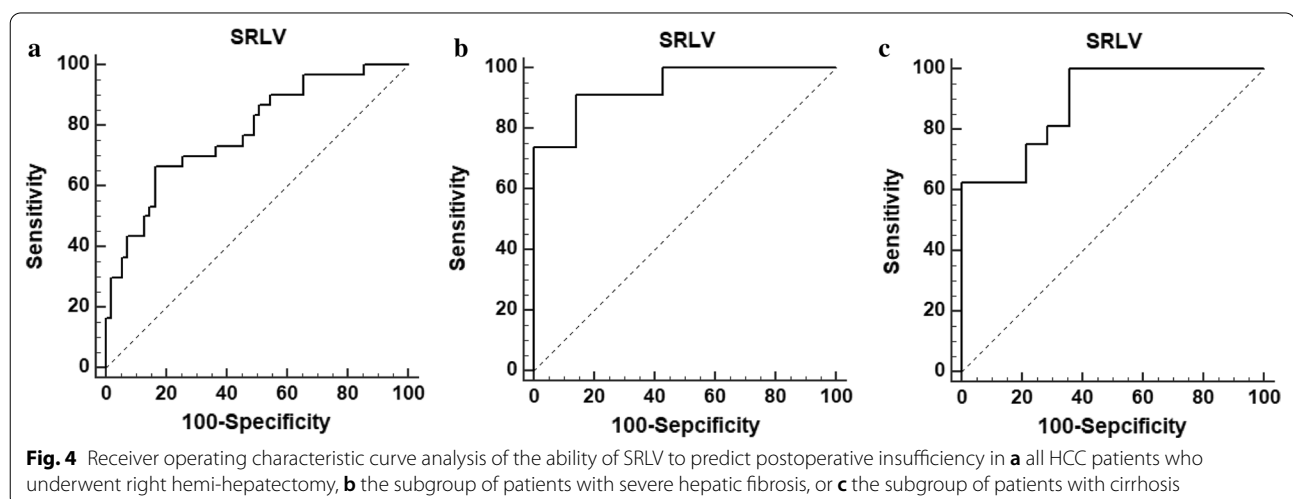 a
SRLV
100
80
60
40
20
0
Sensitivity
0 20 40 60 80 100
100-Specificity
b
SRLV
100
80
60
40
20
0
Sensitivity
0 20 40 60 80 100
100-Sepcificity
c
SRLV
100
80
60
40
20
0
Sensitivity
0 20 40 60 80 100
100-Sepcificity
Fig. 4 Receiver operating characteristic curve analysis of the ability of SRLV to predict postoperative insufficiency in a all HCC patients who
underwent right hemi-hepatectomy, b the subgroup of patients with severe hepatic fibrosis, or c the subgroup of patients with cirrhosis